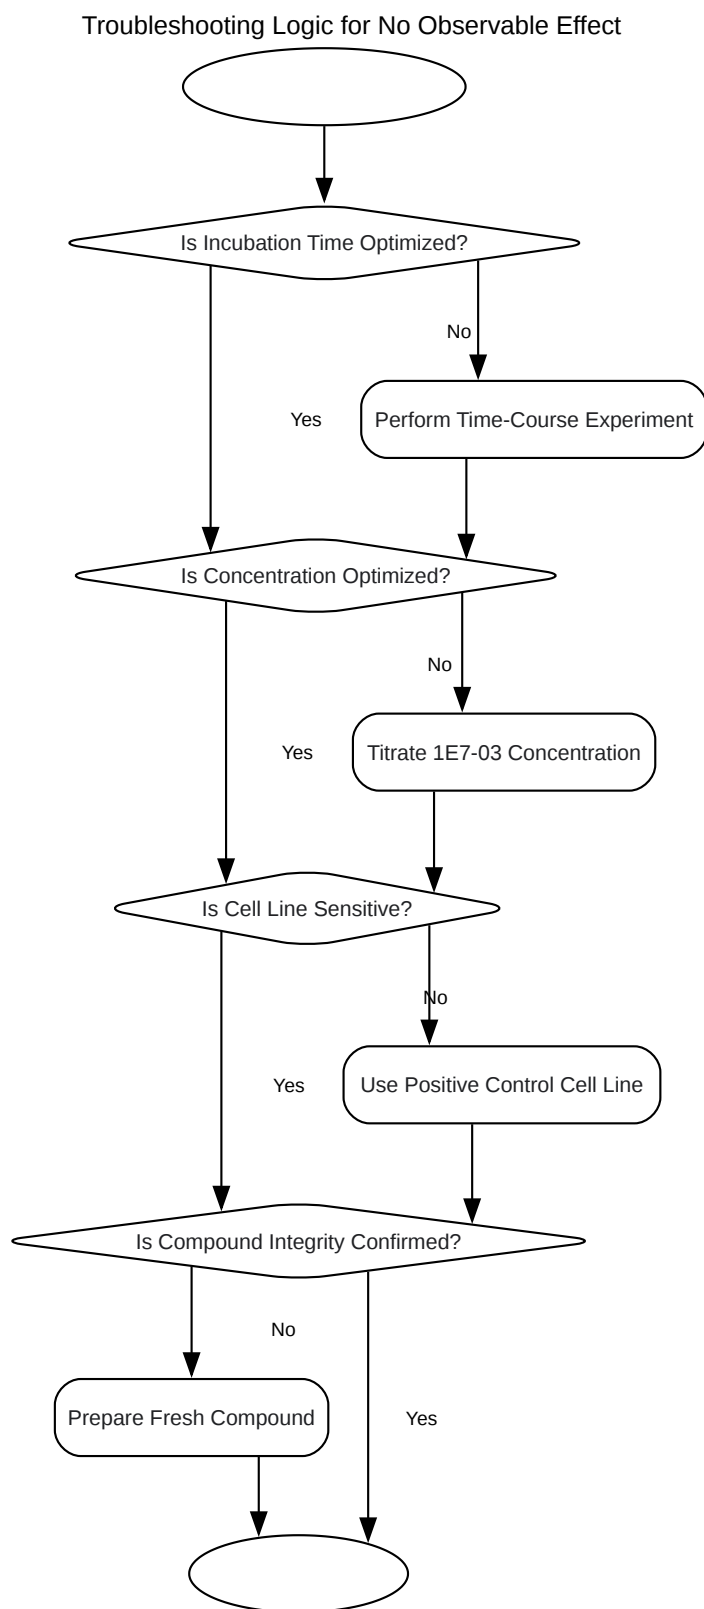 Troubleshooting Logic for No Observable Effect
Is Incubation Time Optimized?
No
Yes
Perform Time-Course Experiment
Is Concentration Optimized?
No
Yes
Titrate 1E7-03 Concentration
Is Cell Line Sensitive?
No
Yes
Use Positive Control Cell Line
Is Compound Integrity Confirmed?
No
Prepare Fresh Compound
Yes